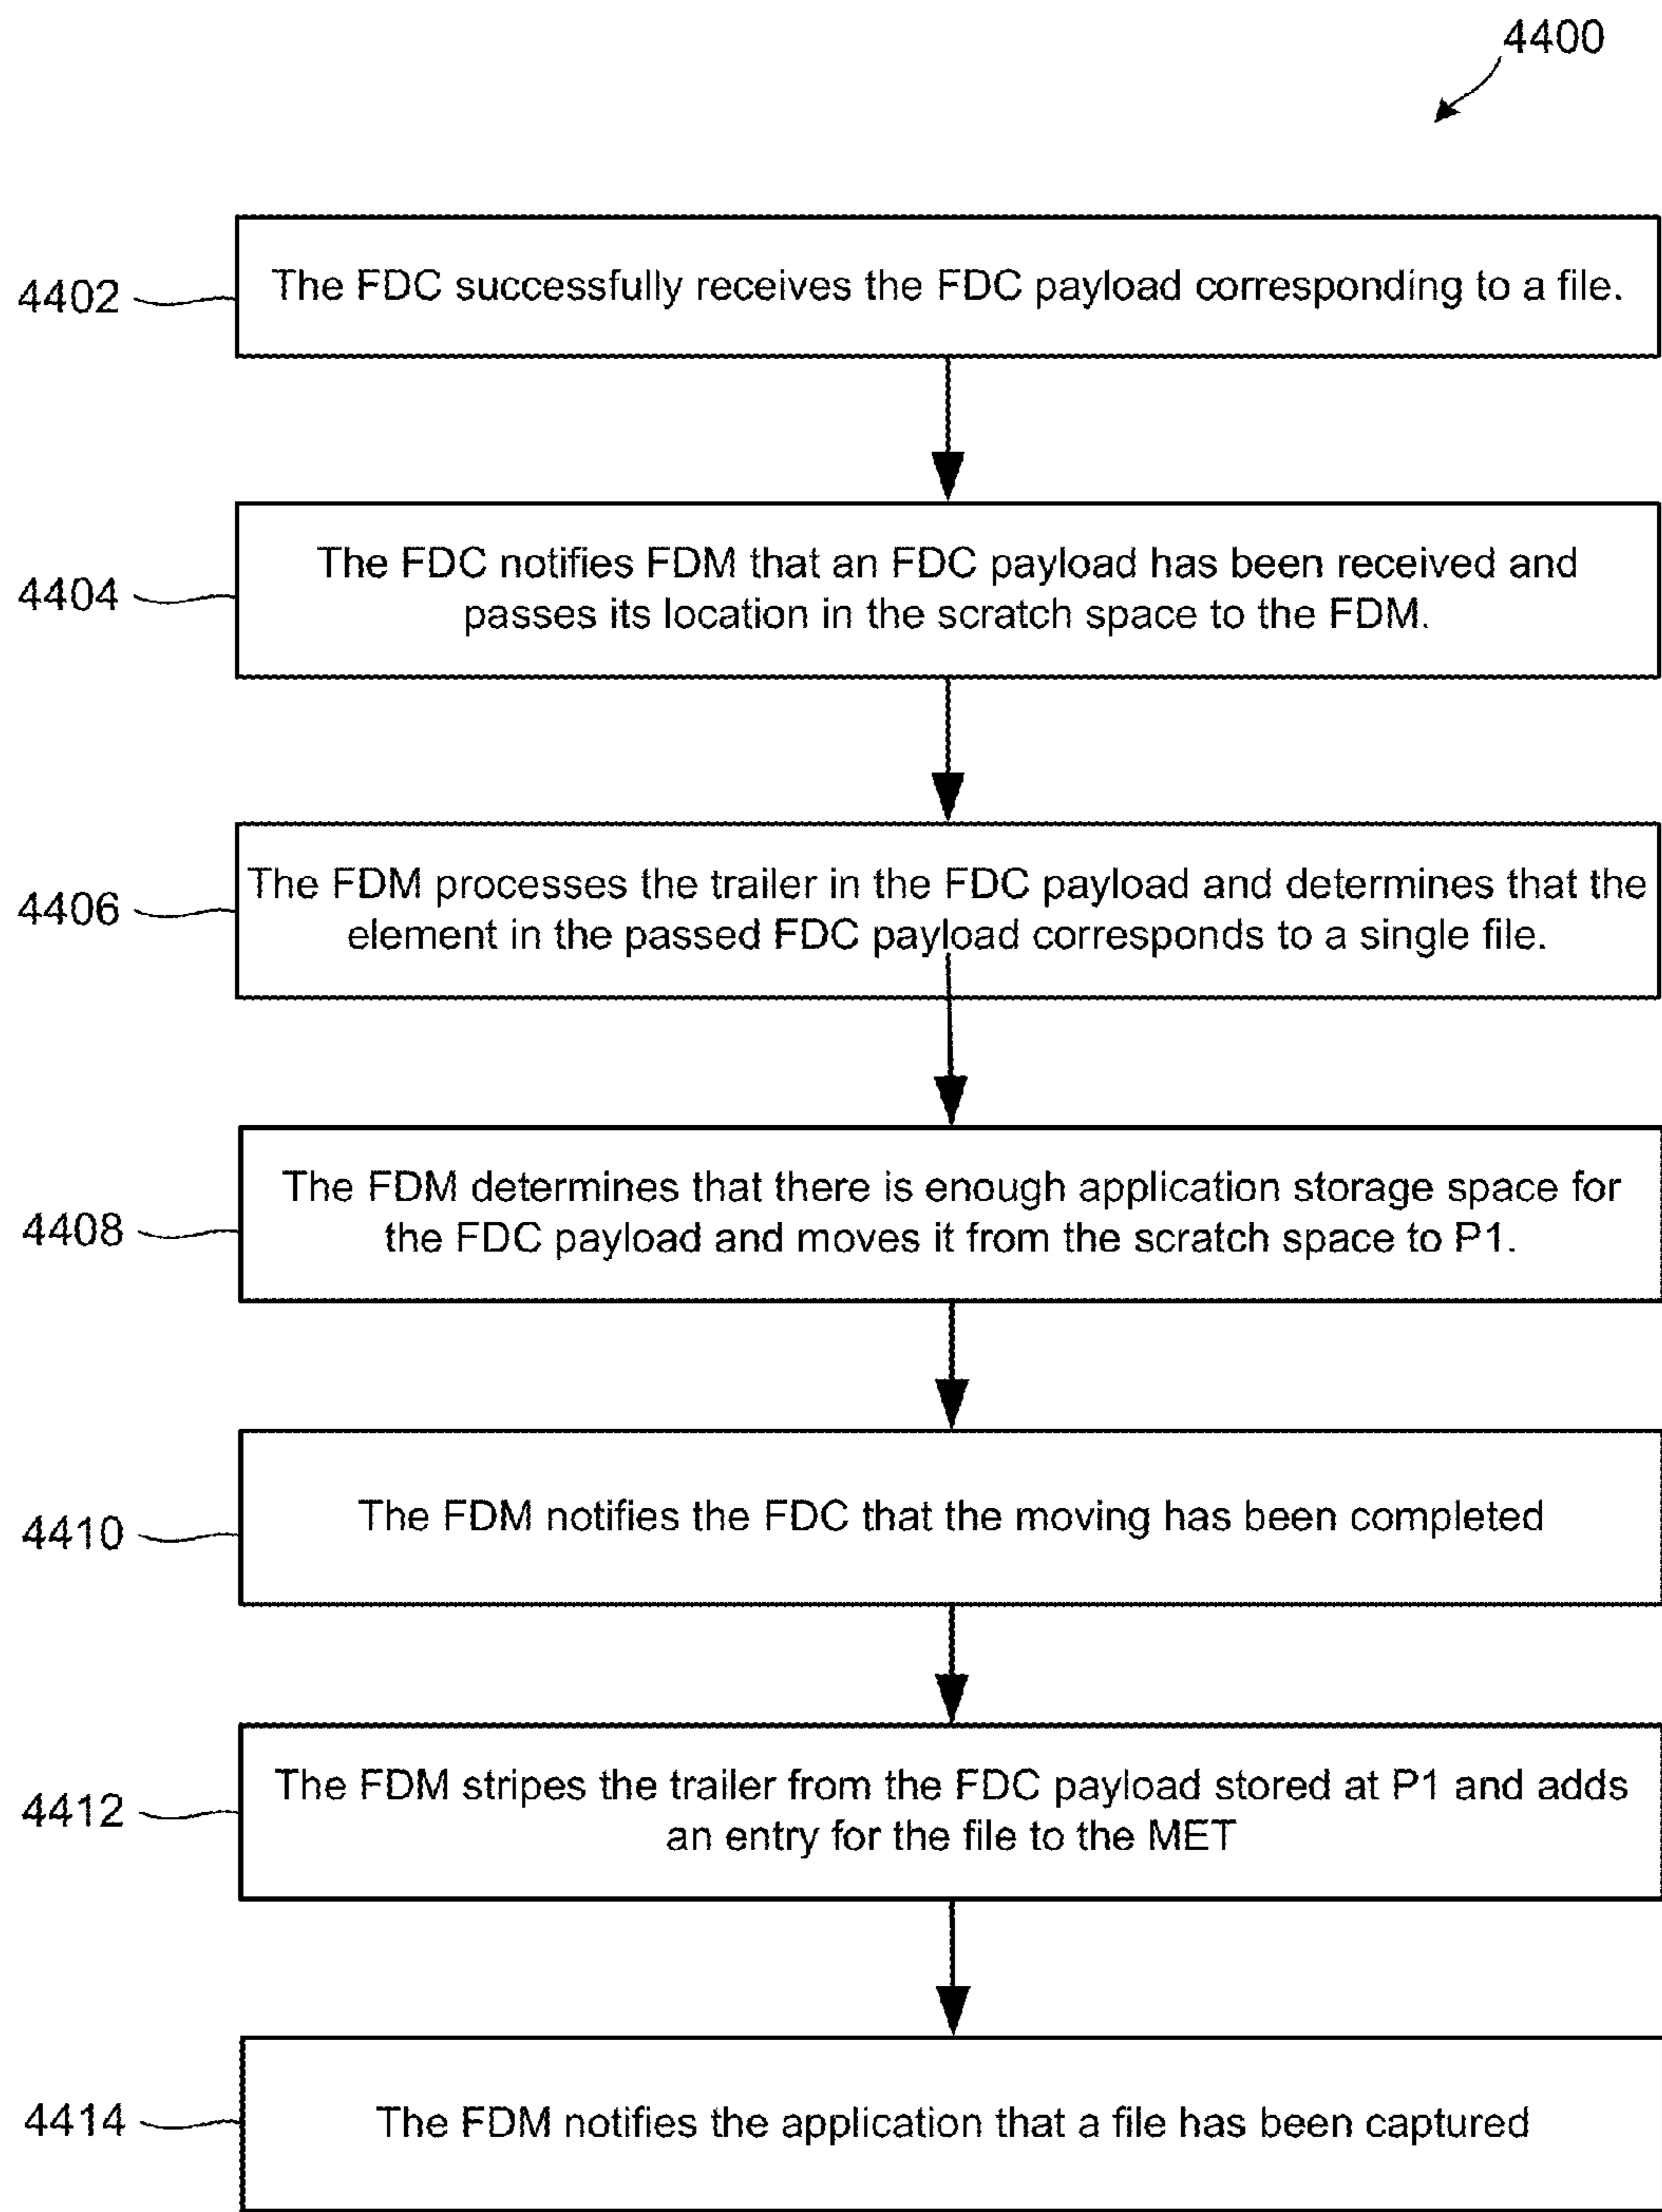 4400
4402
The FDC successfully receives the FDC payload corresponding to a file.
4404
The FDC notifies FDM that an FDC payload has been received and
passes its location in the scratch space to the FDM.
4406
The FDM processes the trailer in the FDC payload and determines that the
element in the passed FDC payload corresponds to a single file.
4408
The FDM determines that there is enough application storage space for
the FDC payload and moves it from the scratch space to P1.
4410
The FDM notifies the FDC that the moving has been completed
4412
The FDM stripes the trailer from the FDC payload stored at P1 and adds
an entry for the file to the MET
4414
The FDM notifies the application that a file has been captured